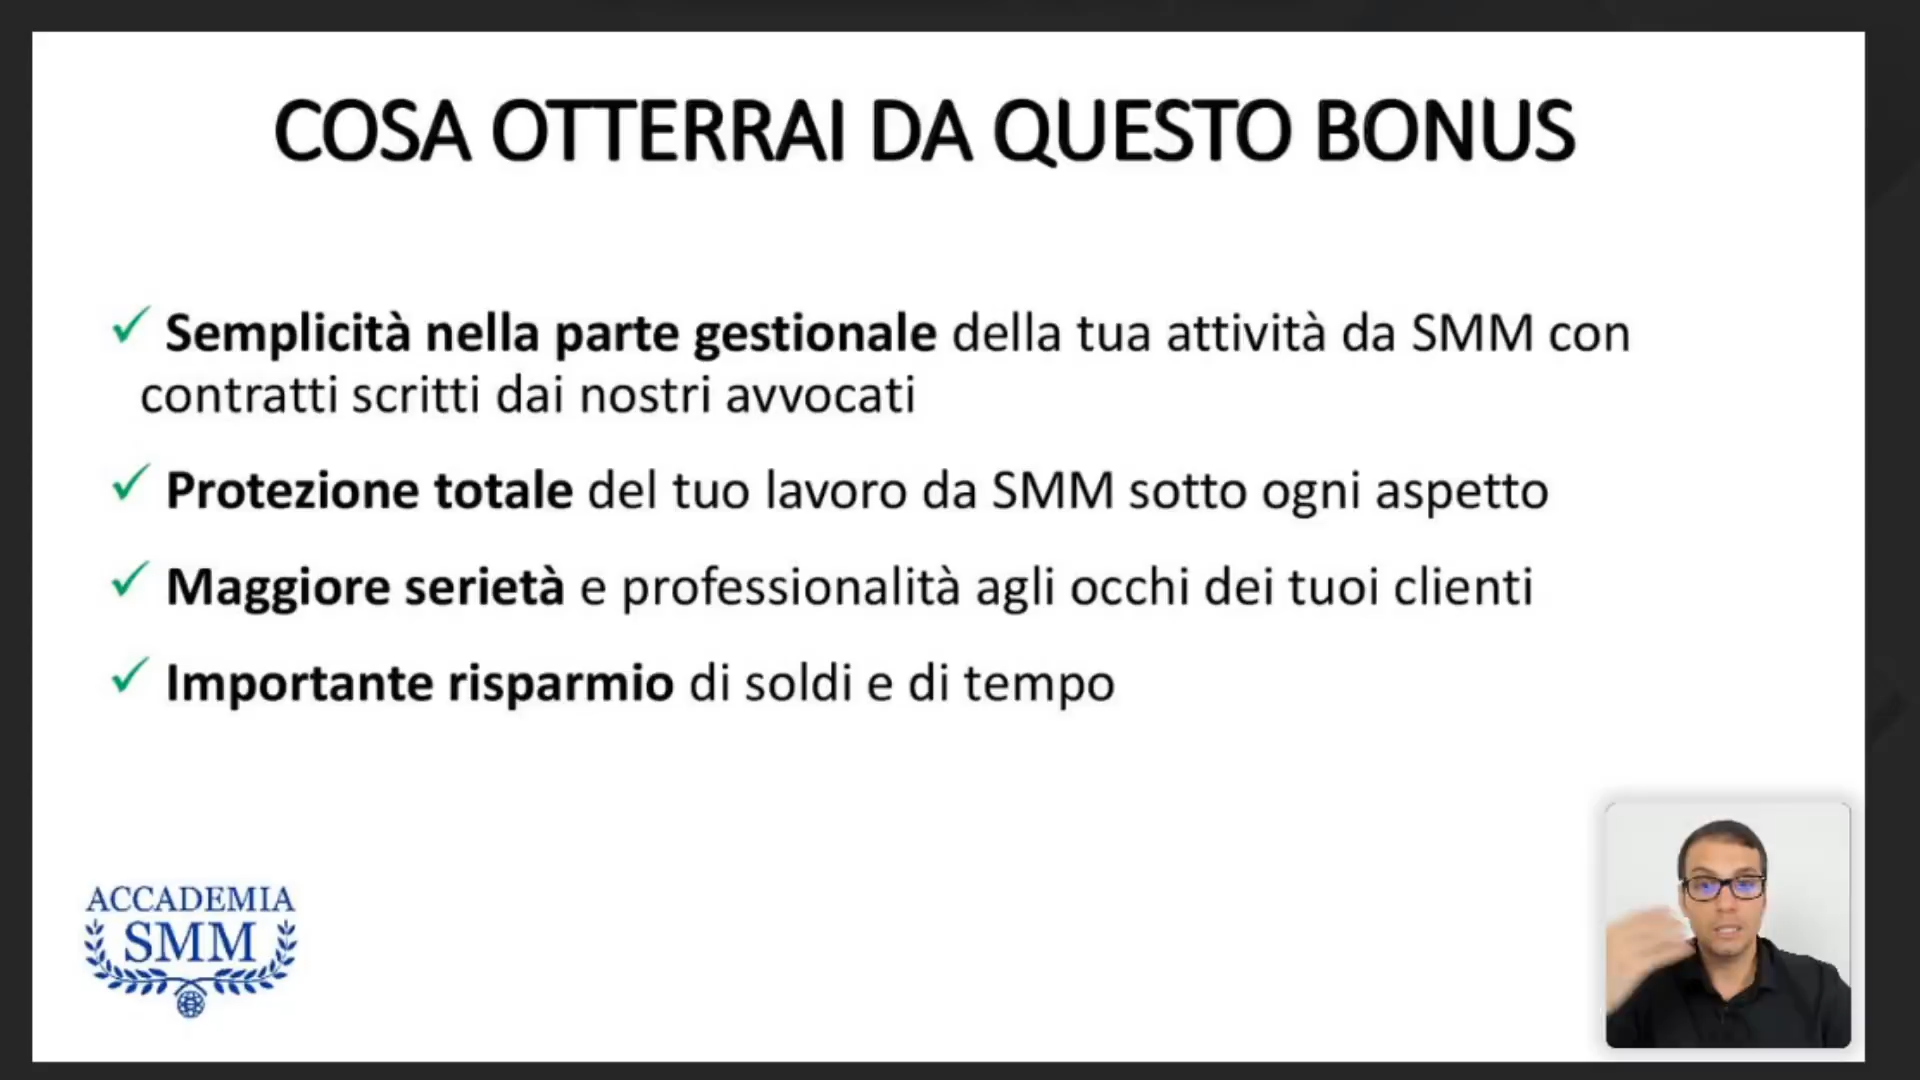 COSA OTTERRAI DA QUESTO BONUS
✓ Semplicità nella parte gestionale della tua attività da SMM con
contratti scritti dai nostri avvocati
✓ Protezione totale del tuo lavoro da SMM sotto ogni aspetto
✓ Maggiore serietà e professionalità agli occhi dei tuoi clienti
✓ Importante risparmio di soldi e di tempo
ACCADEMIA
SMM